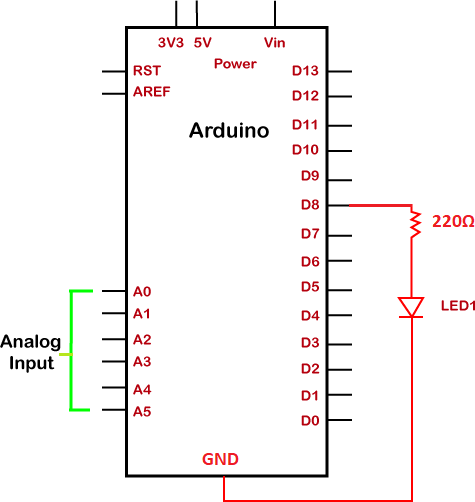 3V3 5V Vin
Power
RST
AREF
Arduino
D13
D12
D11
D10
D9
D8
D7
D6
D5
D4
D3
D2
D1
D0
220Ω
LED1
A0
A1
A2
A3
A4
A5
Analog
Input
GND